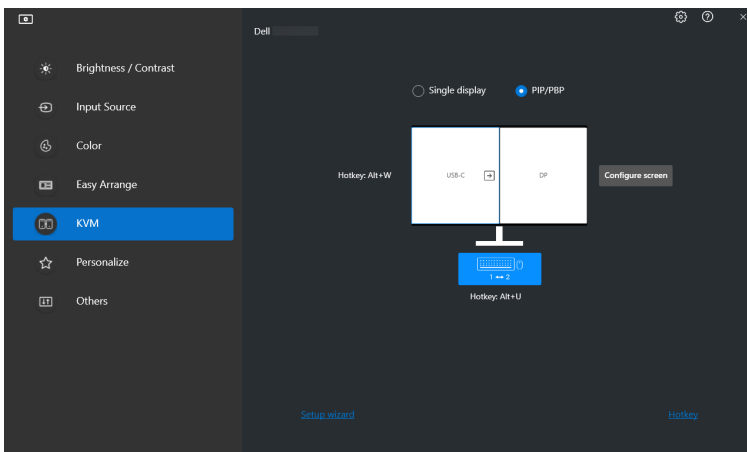 Dell
Brightness / Contrast
Input Source
Color
Easy Arrange
KVM
Personalize
Others
Single display
PIP/PBP
Hotkey: Alt+W
USB-C
DP
Configure screen
1 ↔ 2
Hotkey: Alt+U
Setup wizard
Hotkey